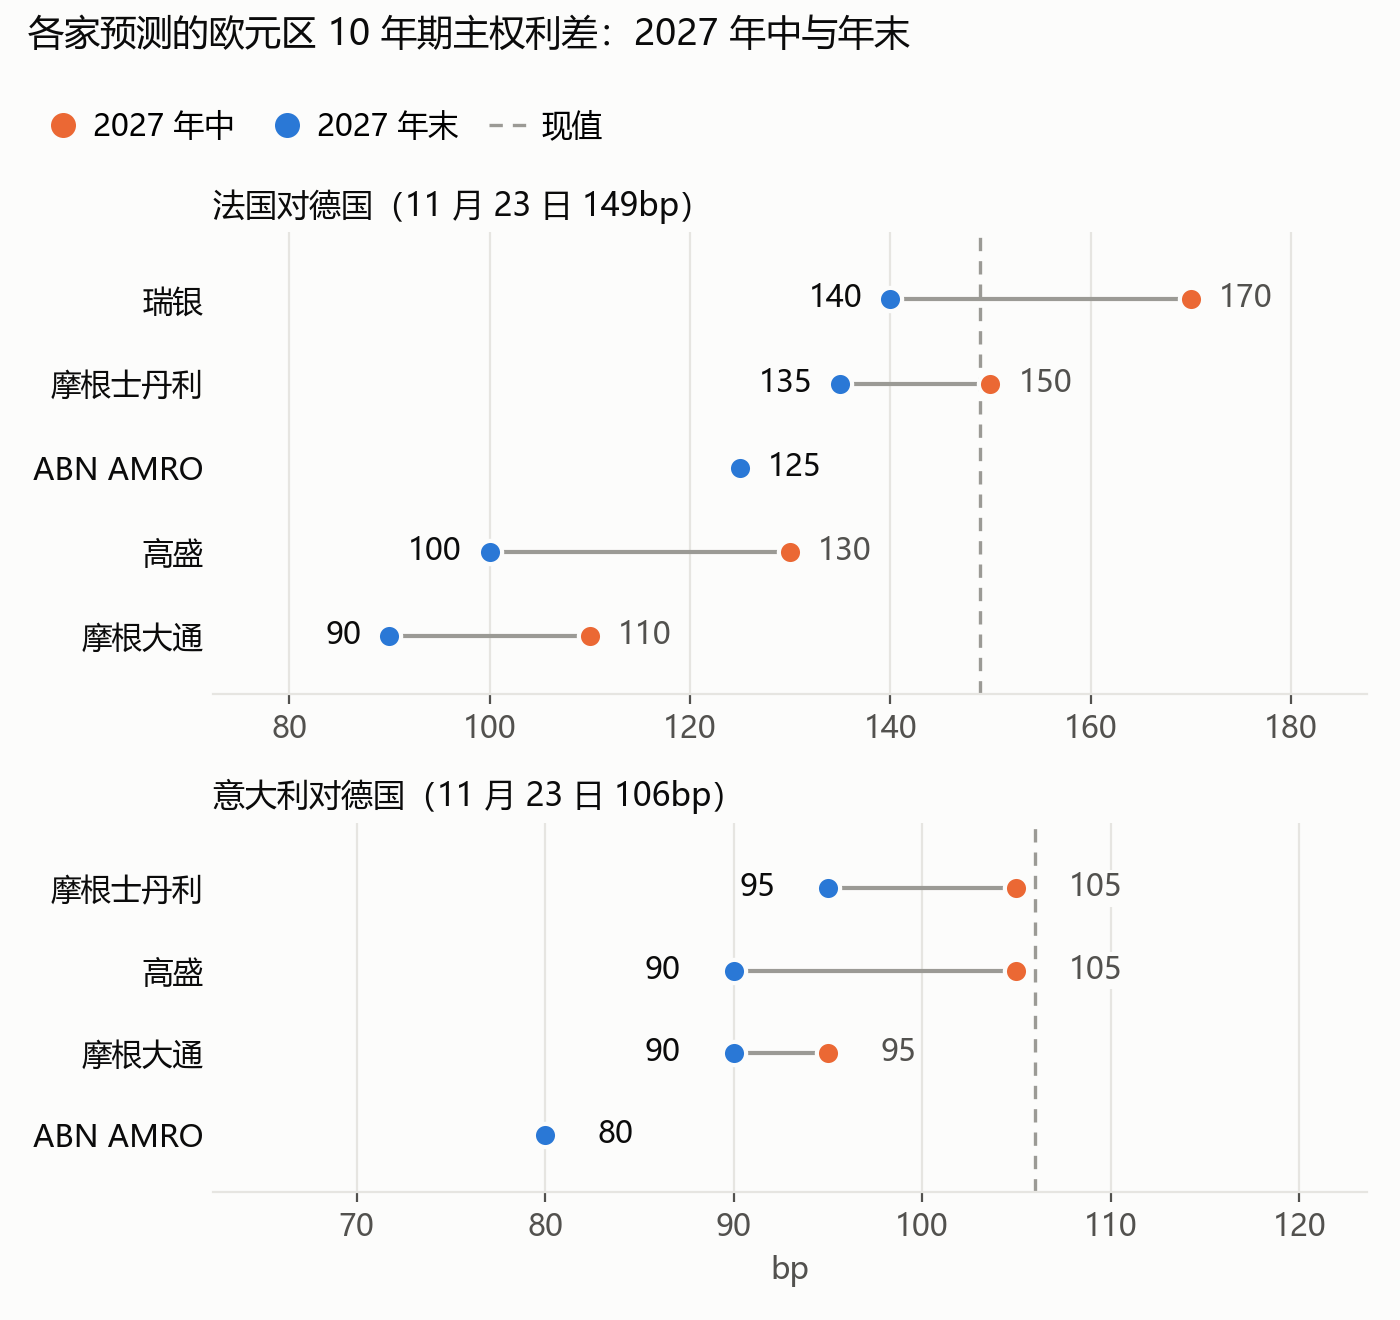 各家预测的欧元区 10 年期主权利差：2027 年中与年末
2027 年中 2027 年末 现值
法国对德国（11 月 23 日 149bp）
瑞银 140 170
摩根士丹利 135 150
ABN AMRO 125
高盛 100 130
摩根大通 90 110
80 100 120 140 160 180
意大利对德国（11 月 23 日 106bp）
摩根士丹利 95 105
高盛 90 105
摩根大通 90 95
ABN AMRO 80
70 80 90 100 110 120
bp